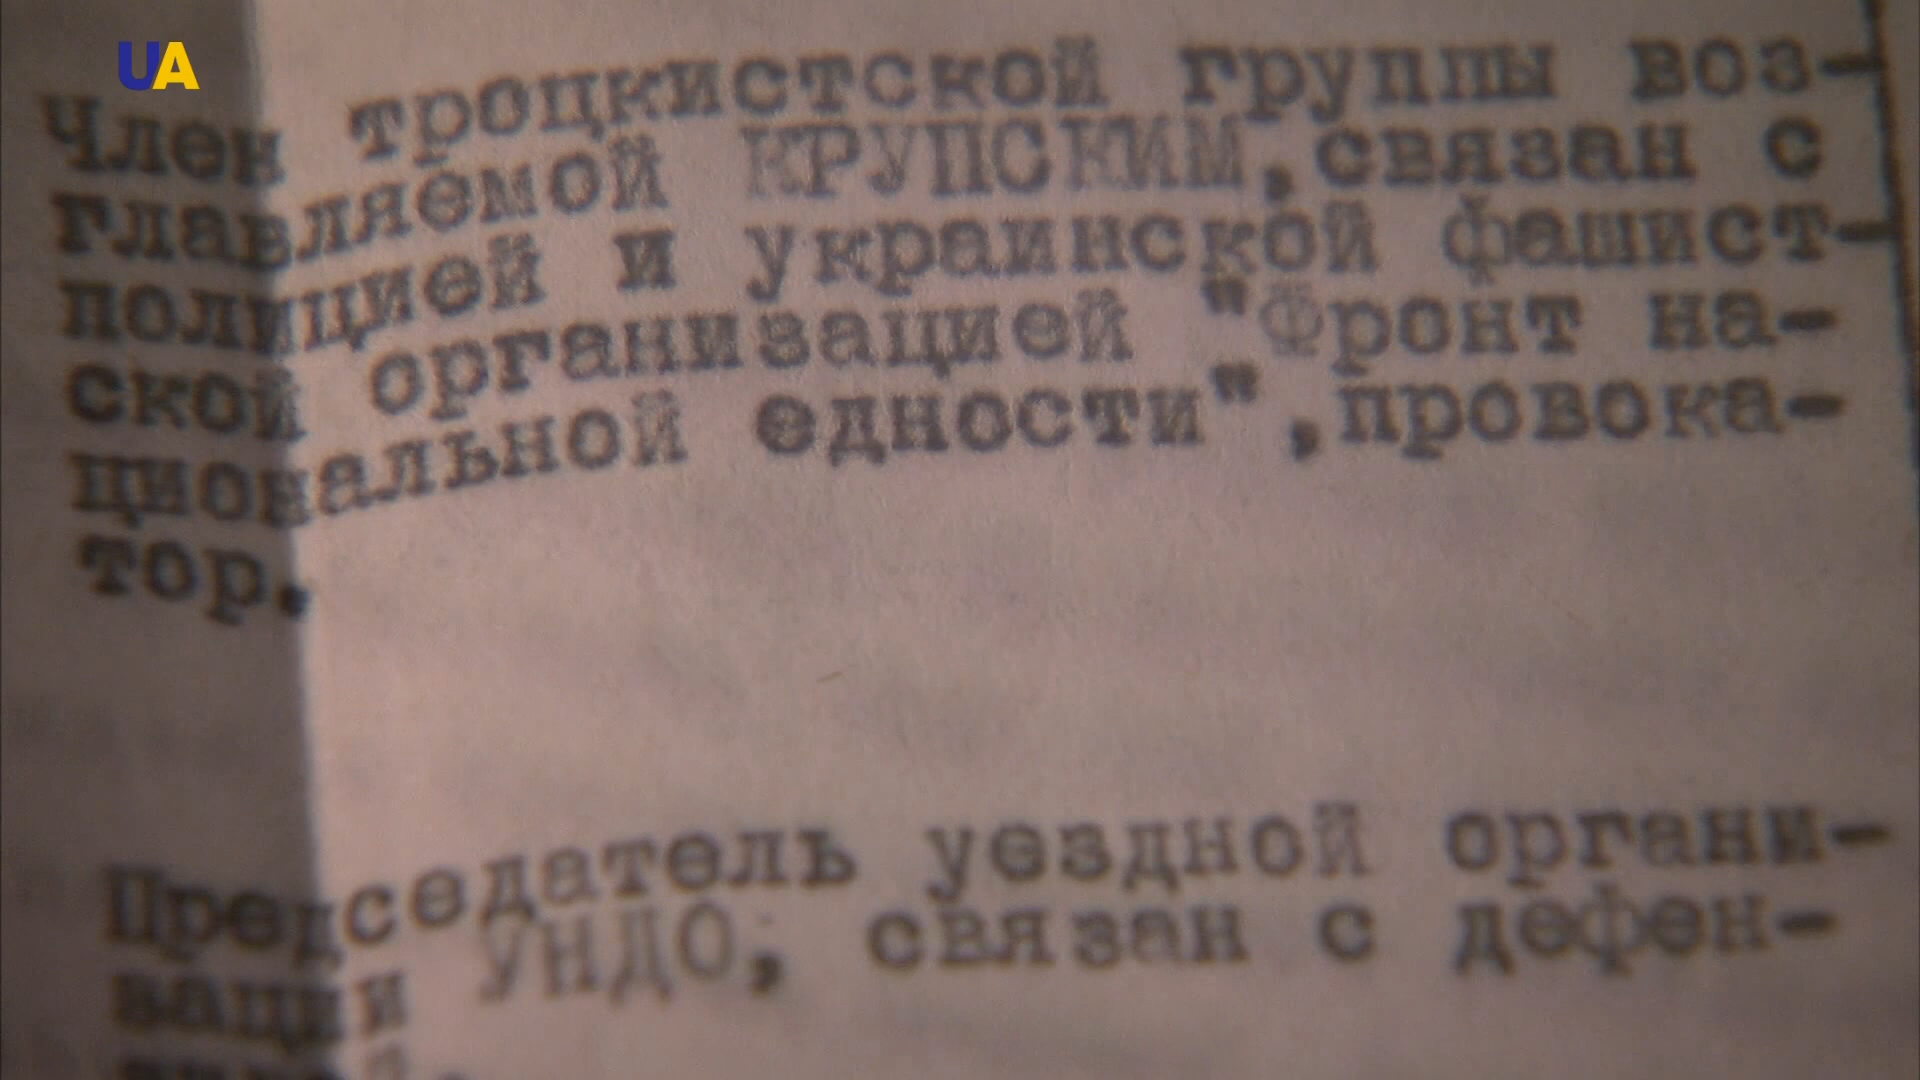 UA
Член троцкистской группы воз-
главляемой КРУПСКИМ,связан с
полицией и украинской фашист-
ской организацией "Фронт на-
циональной едности",провока-
тор.
Председатель уездной органи-
зации УНДО, связан с дефен-